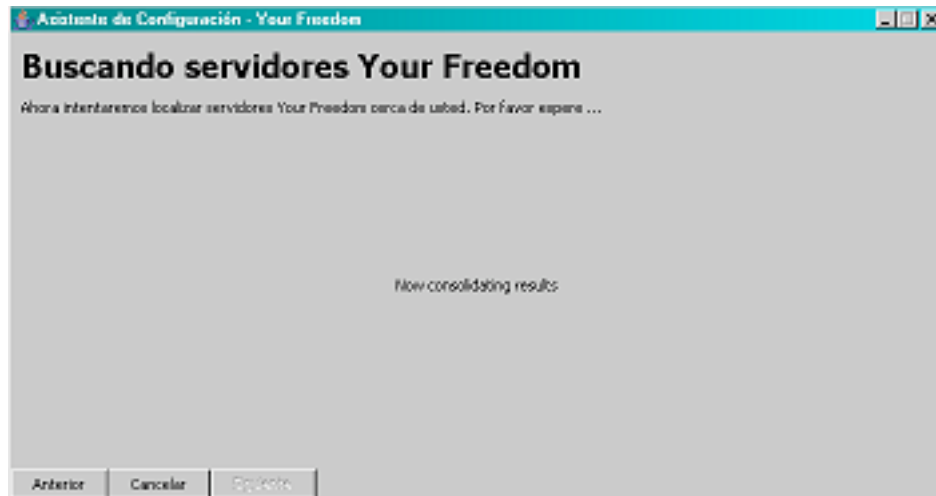 Asistente de Configuración - Your Freedom
Buscando servidores Your Freedom
Ahora intentaremos localizar servidores Your Freedom cerca de usted. Por favor espere ...
Now consolidating results
Anterior
Cancelar
Siguiente